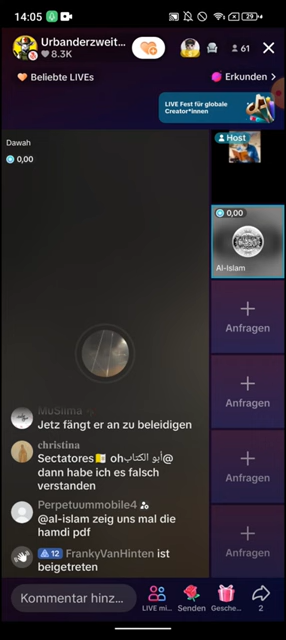 14:05
29
Urbanderzweit...
8.3K
61
Beliebte LIVEs
Erkunden >
LIVE Fest für globale
Creator*innen
Dawah
0,00
Host
0,00
Al-Islam
Anfragen
Anfragen
Anfragen
Anfragen
MuSlima
Jetz fängt er an zu beleidigen
christina
Sectatores oh أبو الكتاب@
dann habe ich es falsch
verstanden
Perpetuummobile4
@al-islam zeig uns mal die
hamdi pdf
12 FrankyVanHinten ist
beigetreten
Kommentar hinz...
LIVE mi...
Senden
Gesche...
2